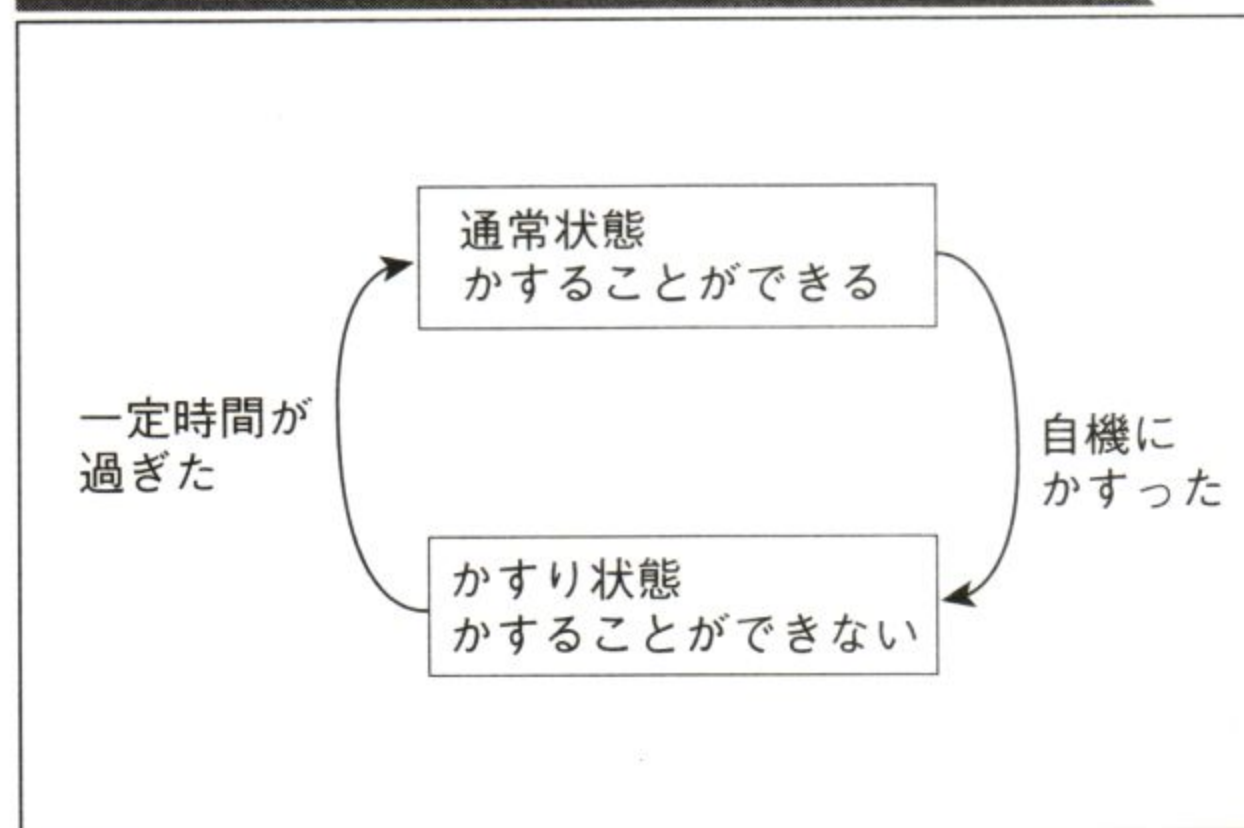 通常状態
かすることができる
一定時間が
過ぎた
自機に
かすった
かすり状態
かすることができない